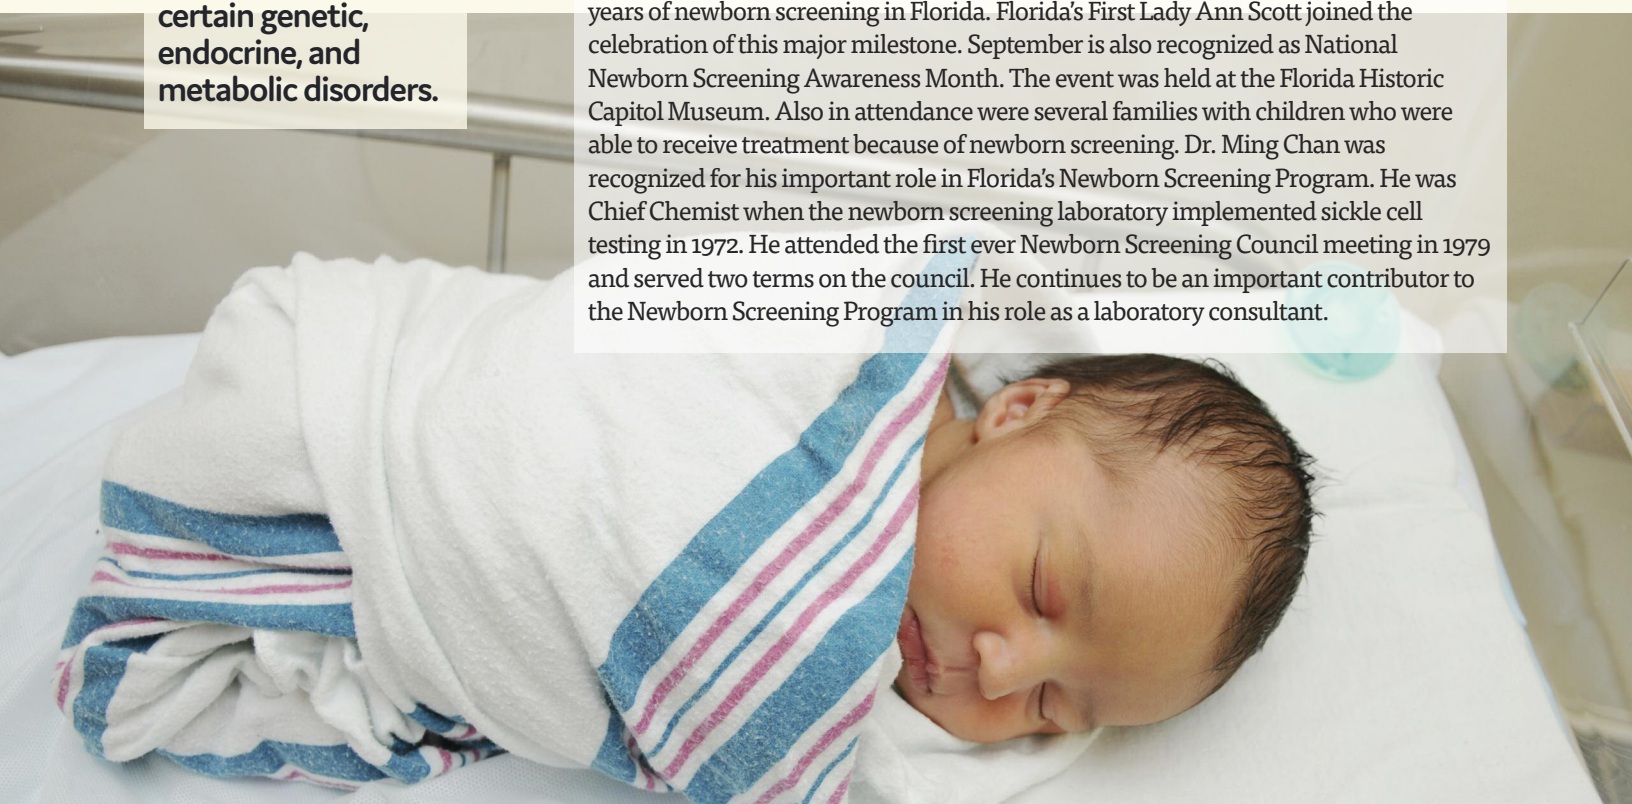 certain genetic,
endocrine, and
metabolic disorders.
years of newborn screening in Florida. Florida’s First Lady Ann Scott joined the
celebration of this major milestone. September is also recognized as National
Newborn Screening Awareness Month. The event was held at the Florida Historic
Capitol Museum. Also in attendance were several families with children who were
able to receive treatment because of newborn screening. Dr. Ming Chan was
recognized for his important role in Florida’s Newborn Screening Program. He was
Chief Chemist when the newborn screening laboratory implemented sickle cell
testing in 1972. He attended the first ever Newborn Screening Council meeting in 1979
and served two terms on the council. He continues to be an important contributor to
the Newborn Screening Program in his role as a laboratory consultant.